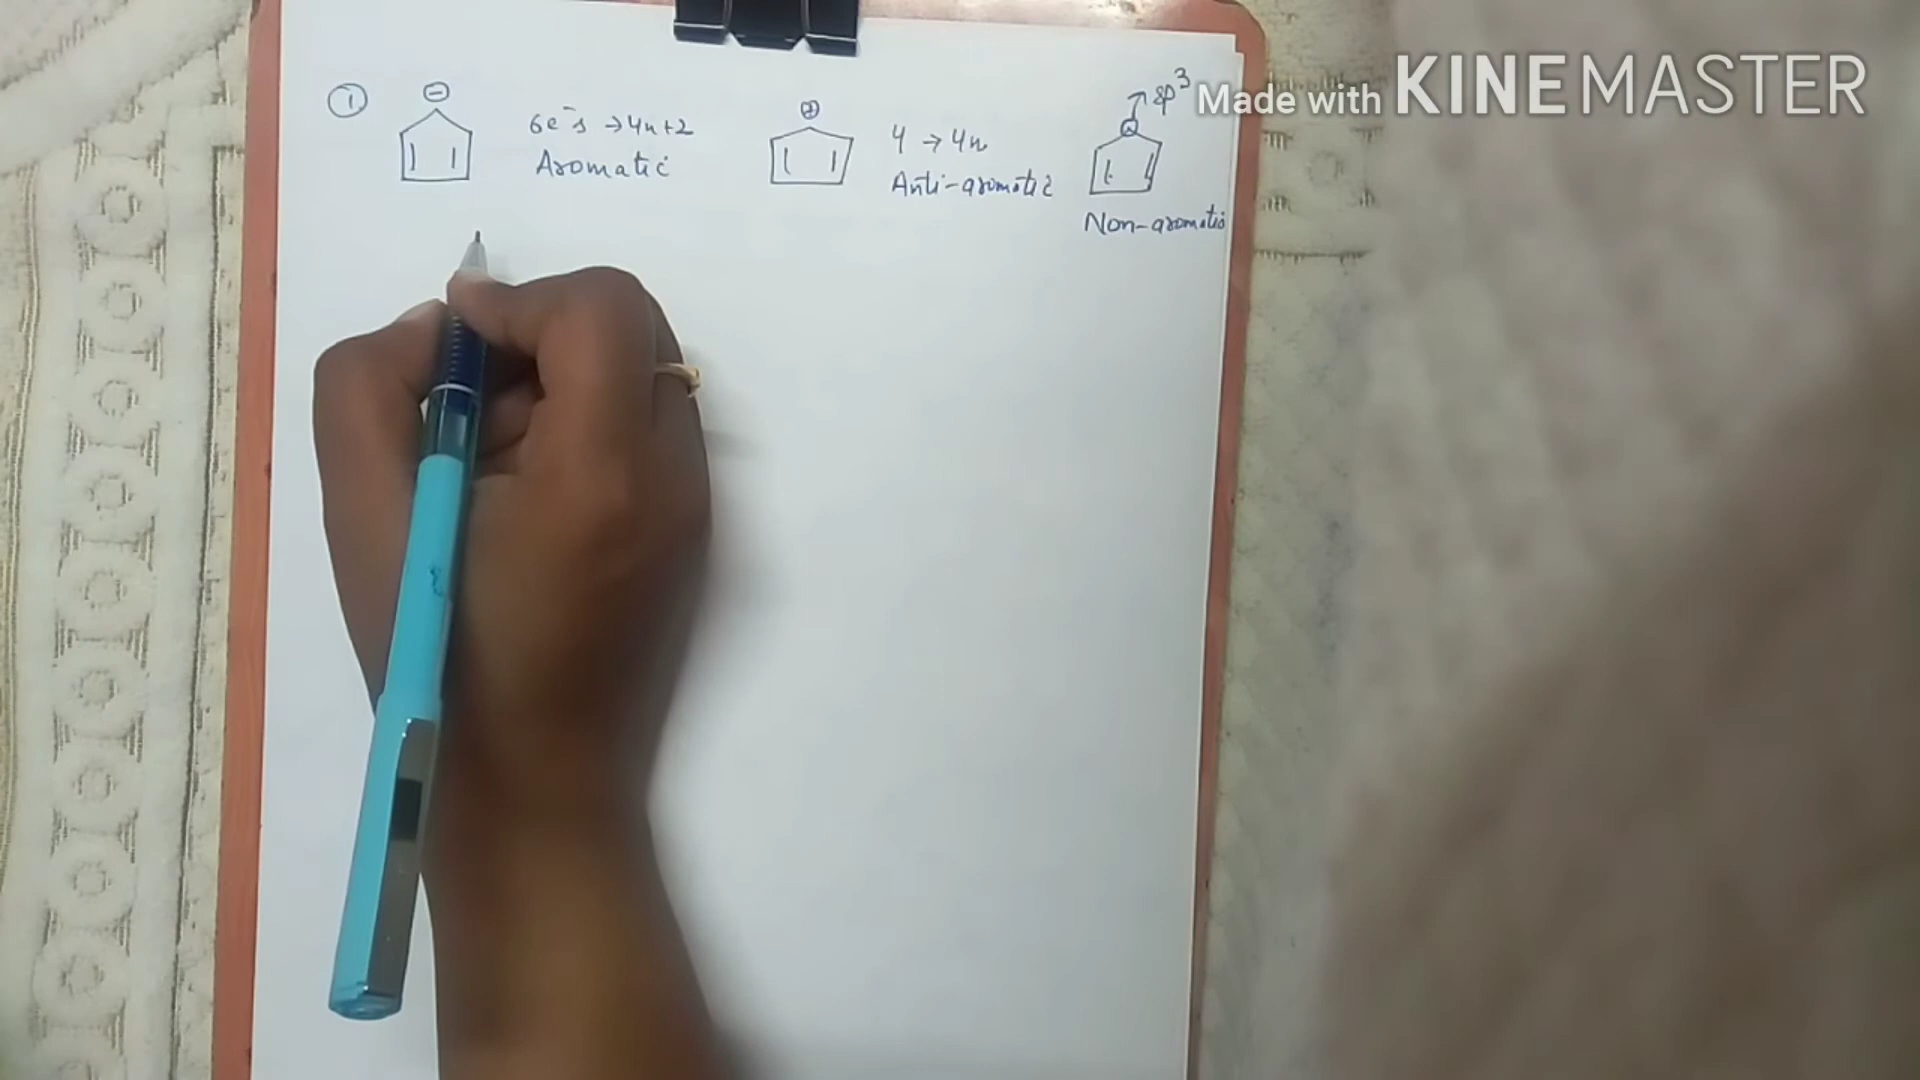 ① ⊖ 6e⁻s → 4n+2 ⊕ 4 → 4n sp³
Aromatic Anti-aromatic
Non-aromatic
Made with KINEMASTER